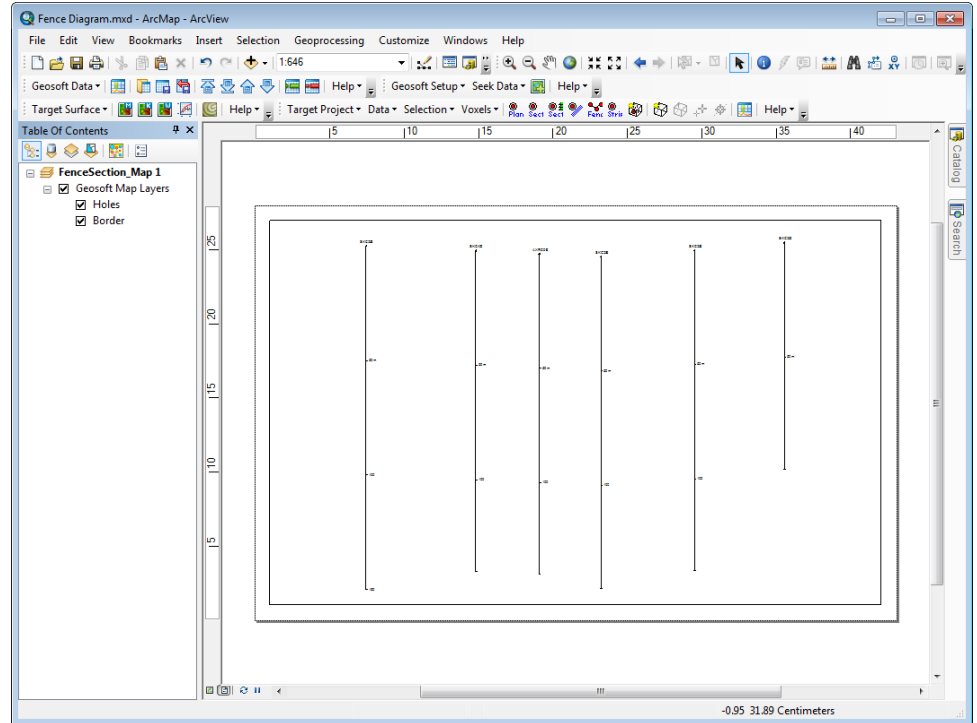 Fence Diagram.mxd - ArcMap - ArcView
File Edit View Bookmarks Insert Selection Geoprocessing Customize Windows Help
1:646
Geosoft Data Help Geosoft Setup Seek Data Help
Target Surface Help Target Project Data Selection Voxels Plan Sect Sect Fenc Strip Help
Table Of Contents
FenceSection_Map 1
Geosoft Map Layers
Holes
Border
5 10 15 20 25 30 35 40
25
20
15
10
5
Catalog
Search
-0.95 31.89 Centimeters